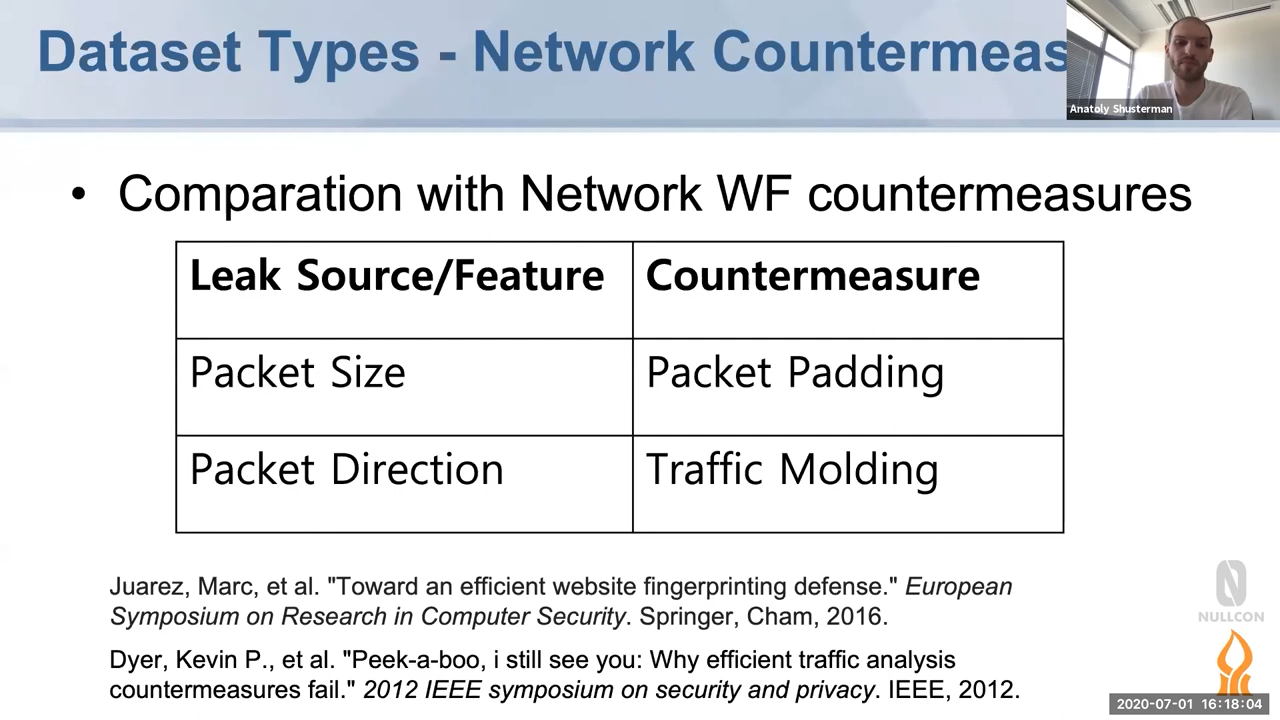 Dataset Types - Network Countermeas
Anatoly Shusterman
• Comparation with Network WF countermeasures
Leak Source/Feature Countermeasure
Packet Size Packet Padding
Packet Direction Traffic Molding
Juarez, Marc, et al. "Toward an efficient website fingerprinting defense." European
Symposium on Research in Computer Security. Springer, Cham, 2016.
Dyer, Kevin P., et al. "Peek-a-boo, i still see you: Why efficient traffic analysis
countermeasures fail." 2012 IEEE symposium on security and privacy. IEEE, 2012.
NULLCON
2020-07-01 16:18:04